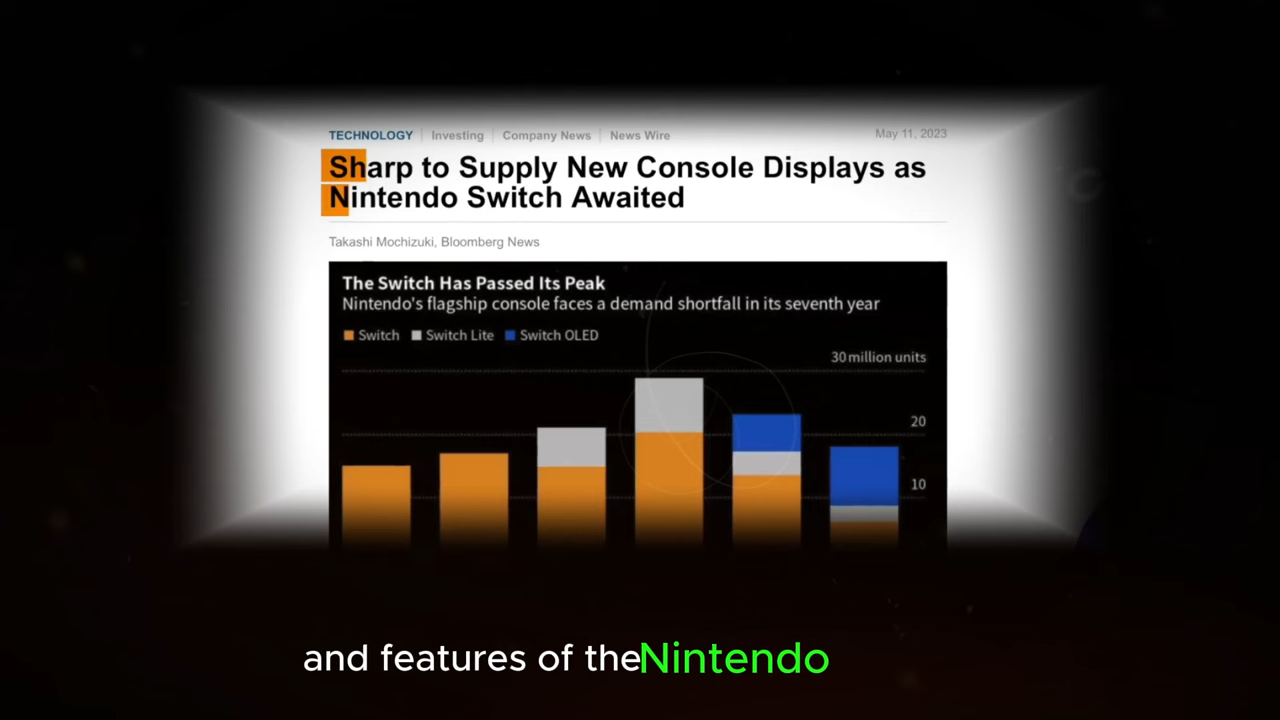 TECHNOLOGY | Investing | Company News | News Wire May 11, 2023
Sharp to Supply New Console Displays as
Nintendo Switch Awaited
Takashi Mochizuki, Bloomberg News
The Switch Has Passed Its Peak
Nintendo's flagship console faces a demand shortfall in its seventh year
Switch Switch Lite Switch OLED
30 million units
20
10
and features of the Nintendo